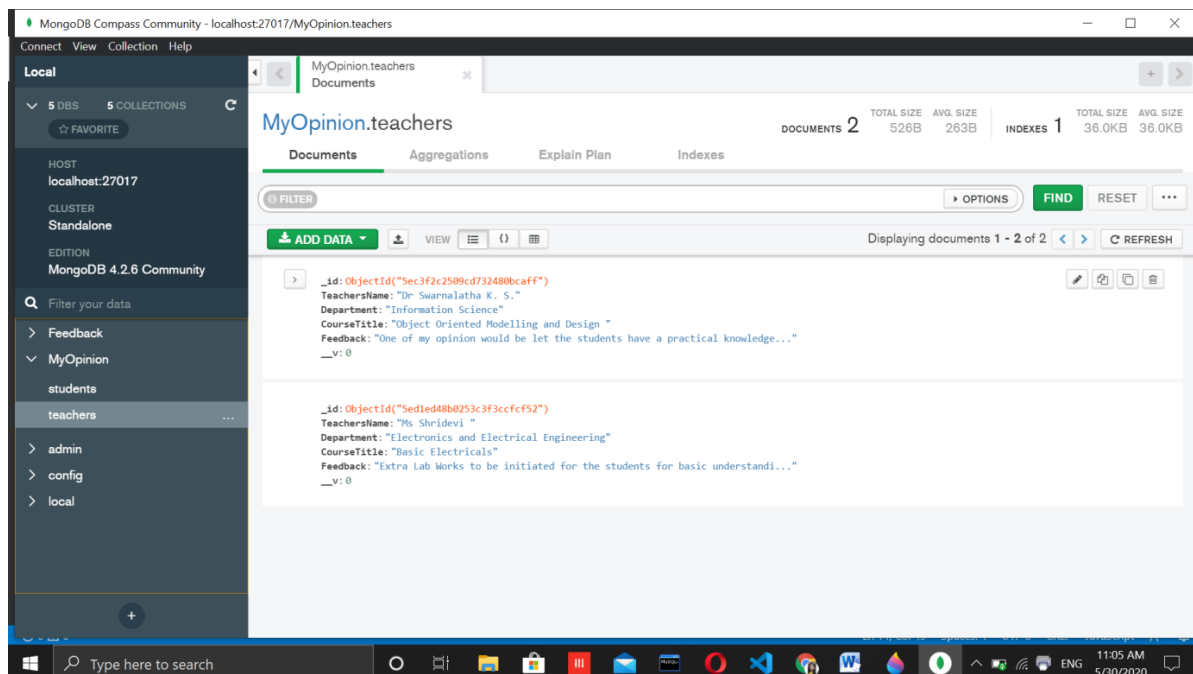 MongoDB Compass Community - localhost:27017/MyOpinion.teachers
Connect View Collection Help
Local
5 DBS 5 COLLECTIONS
FAVORITE
HOST
localhost:27017
CLUSTER
Standalone
EDITION
MongoDB 4.2.6 Community
Filter your data
Feedback
MyOpinion
students
teachers ...
admin
config
local
+
MyOpinion.teachers
Documents
MyOpinion.teachers
DOCUMENTS 2 TOTAL SIZE 526B AVG. SIZE 263B INDEXES 1 TOTAL SIZE 36.0KB AVG. SIZE 36.0KB
Documents Aggregations Explain Plan Indexes
FILTER OPTIONS FIND RESET ...
ADD DATA VIEW {} Displaying documents 1 - 2 of 2 REFRESH
_id:ObjectId("5ec3f2c2509cd732480bcaff")
TeachersName:"Dr Swarnalatha K. S."
Department:"Information Science"
CourseTitle:"Object Oriented Modelling and Design "
Feedback:"One of my opinion would be let the students have a practical knowledge..."
__v:0
_id:ObjectId("5ed1ed48b0253c3f3ccfcf52")
TeachersName:"Ms Shridevi "
Department:"Electronics and Electrical Engineering"
CourseTitle:"Basic Electricals"
Feedback:"Extra Lab Works to be initiated for the students for basic understandi..."
__v:0
Type here to search
ENG
11:05 AM
5/30/2020